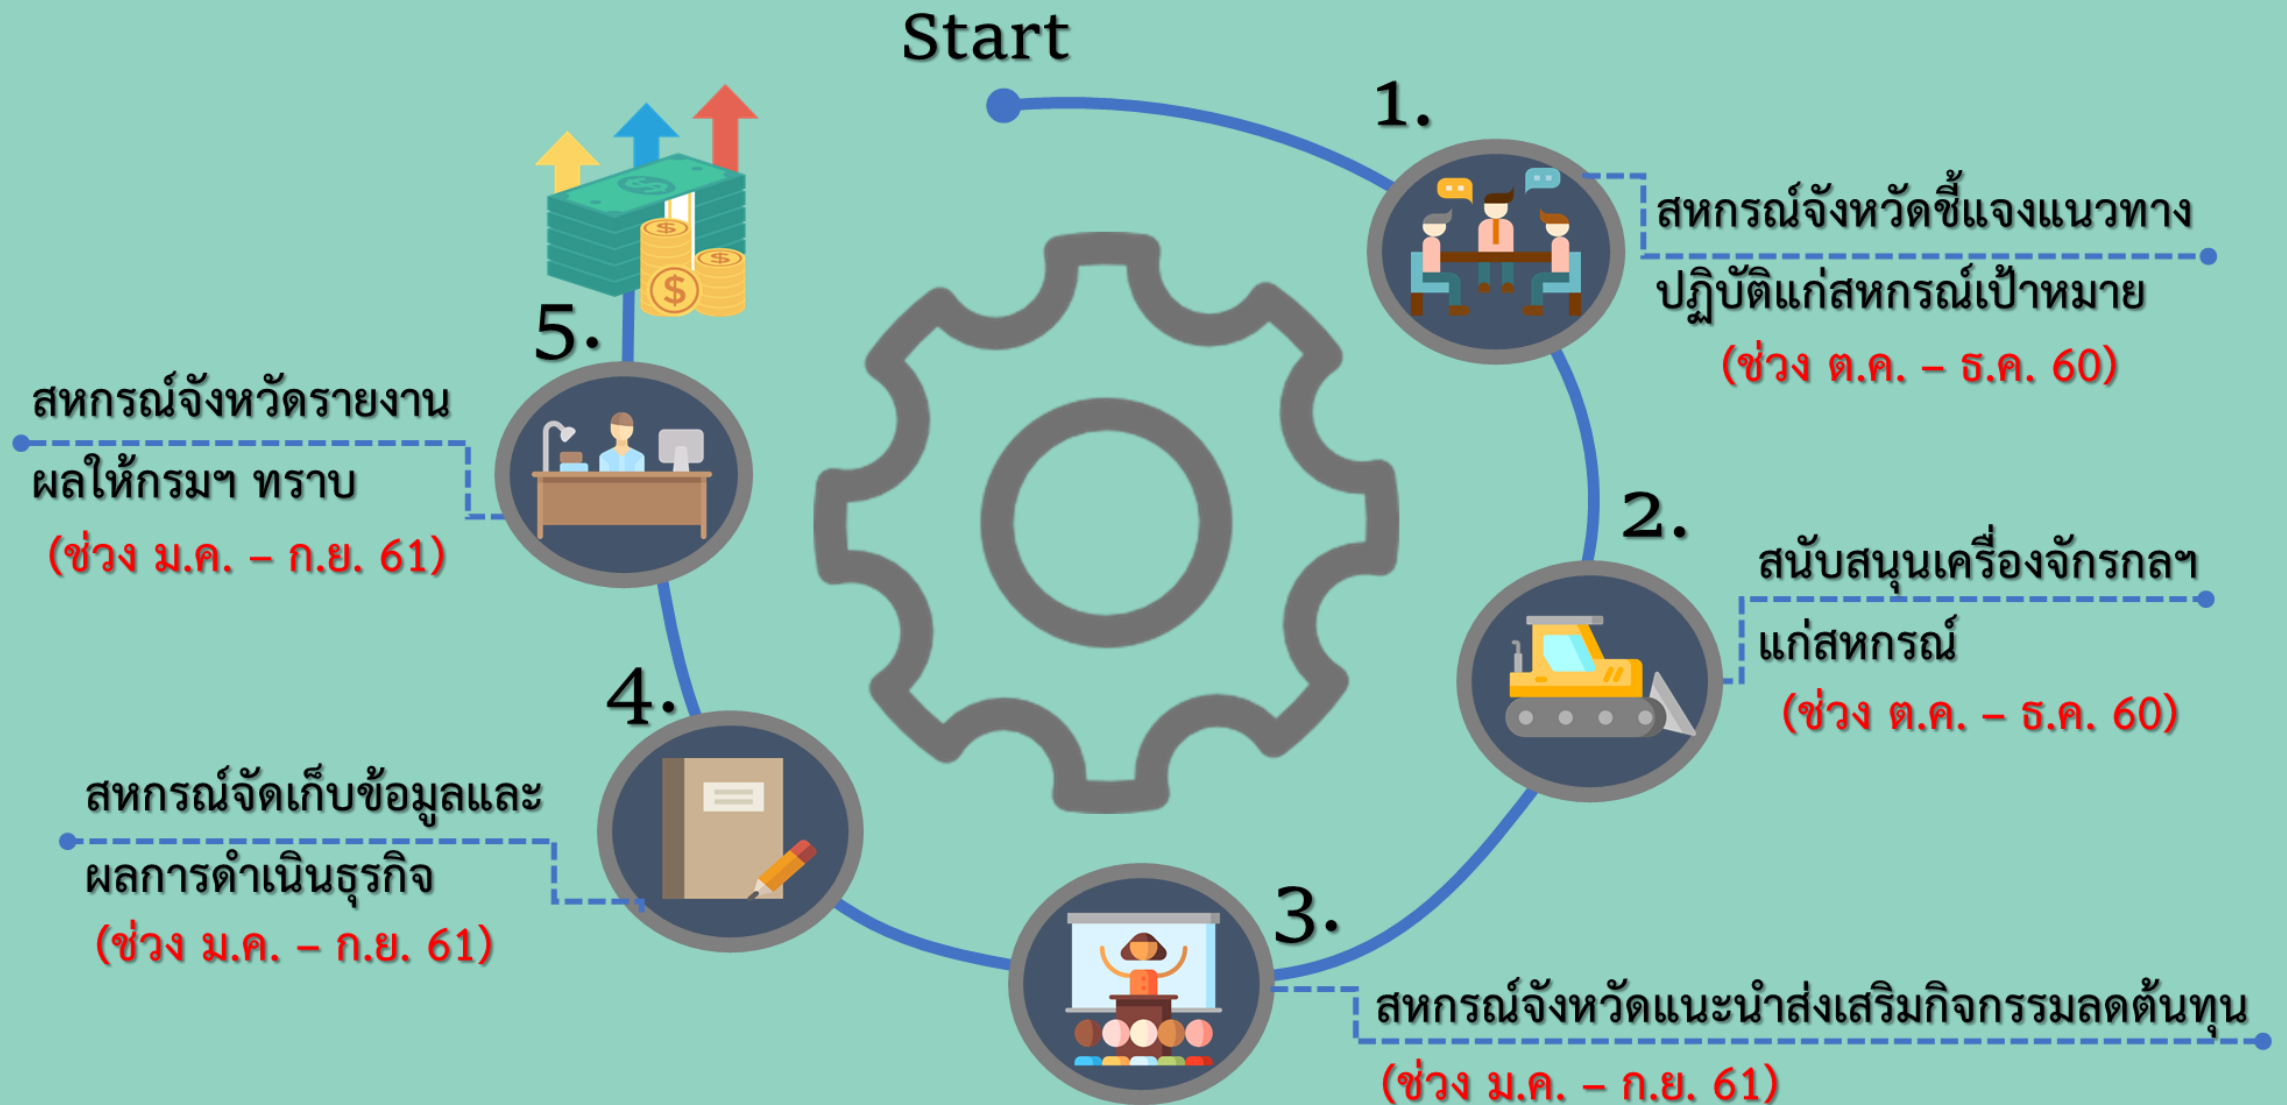 Start
1.
สหกรณ์จังหวัดชี้แจงแนวทาง
ปฏิบัติแก่สหกรณ์เป้าหมาย
(ช่วง ต.ค. – ธ.ค. 60)
2.
สนับสนุนเครื่องจักรกลฯ
แก่สหกรณ์
(ช่วง ต.ค. – ธ.ค. 60)
3.
สหกรณ์จังหวัดแนะนำส่งเสริมกิจกรรมลดต้นทุน
(ช่วง ม.ค. – ก.ย. 61)
4.
สหกรณ์จัดเก็บข้อมูลและ
ผลการดำเนินธุรกิจ
(ช่วง ม.ค. – ก.ย. 61)
5.
สหกรณ์จังหวัดรายงาน
ผลให้กรมฯ ทราบ
(ช่วง ม.ค. – ก.ย. 61)